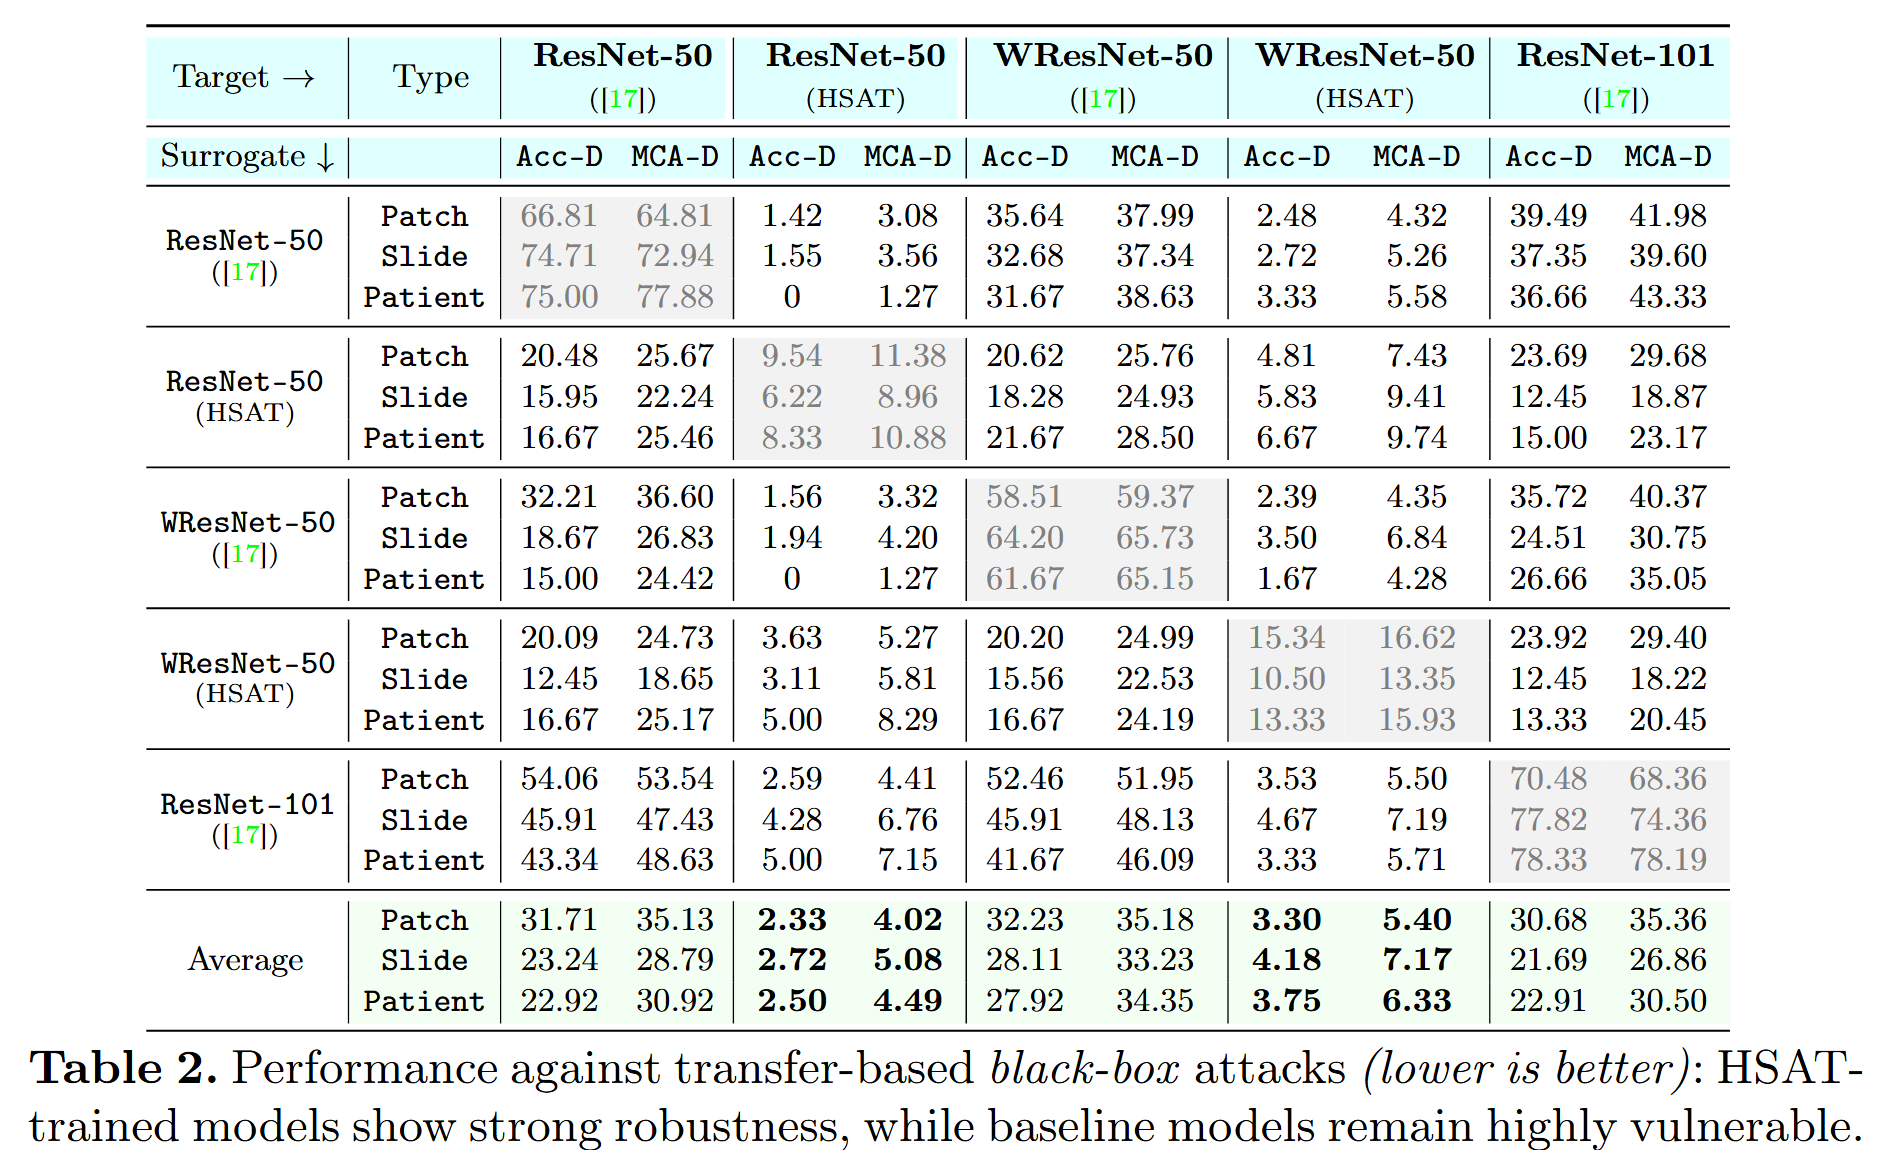 Target → Type ResNet-50 ResNet-50 WResNet-50 WResNet-50 ResNet-101
([17]) (HSAT) ([17]) (HSAT) ([17])
Surrogate ↓ Acc-D MCA-D Acc-D MCA-D Acc-D MCA-D Acc-D MCA-D Acc-D MCA-D
Patch 66.81 64.81 1.42 3.08 35.64 37.99 2.48 4.32 39.49 41.98
ResNet-50 ([17]) Slide 74.71 72.94 1.55 3.56 32.68 37.34 2.72 5.26 37.35 39.60
Patient 75.00 77.88 0 1.27 31.67 38.63 3.33 5.58 36.66 43.33
Patch 20.48 25.67 9.54 11.38 20.62 25.76 4.81 7.43 23.69 29.68
ResNet-50 (HSAT) Slide 15.95 22.24 6.22 8.96 18.28 24.93 5.83 9.41 12.45 18.87
Patient 16.67 25.46 8.33 10.88 21.67 28.50 6.67 9.74 15.00 23.17
Patch 32.21 36.60 1.56 3.32 58.51 59.37 2.39 4.35 35.72 40.37
WResNet-50 ([17]) Slide 18.67 26.83 1.94 4.20 64.20 65.73 3.50 6.84 24.51 30.75
Patient 15.00 24.42 0 1.27 61.67 65.15 1.67 4.28 26.66 35.05
Patch 20.09 24.73 3.63 5.27 20.20 24.99 15.34 16.62 23.92 29.40
WResNet-50 (HSAT) Slide 12.45 18.65 3.11 5.81 15.56 22.53 10.50 13.35 12.45 18.22
Patient 16.67 25.17 5.00 8.29 16.67 24.19 13.33 15.93 13.33 20.45
Patch 54.06 53.54 2.59 4.41 52.46 51.95 3.53 5.50 70.48 68.36
ResNet-101 ([17]) Slide 45.91 47.43 4.28 6.76 45.91 48.13 4.67 7.19 77.82 74.36
Patient 43.34 48.63 5.00 7.15 41.67 46.09 3.33 5.71 78.33 78.19
Patch 31.71 35.13 2.33 4.02 32.23 35.18 3.30 5.40 30.68 35.36
Average Slide 23.24 28.79 2.72 5.08 28.11 33.23 4.18 7.17 21.69 26.86
Patient 22.92 30.92 2.50 4.49 27.92 34.35 3.75 6.33 22.91 30.50
Table 2. Performance against transfer-based black-box attacks (lower is better): HSAT-
trained models show strong robustness, while baseline models remain highly vulnerable.